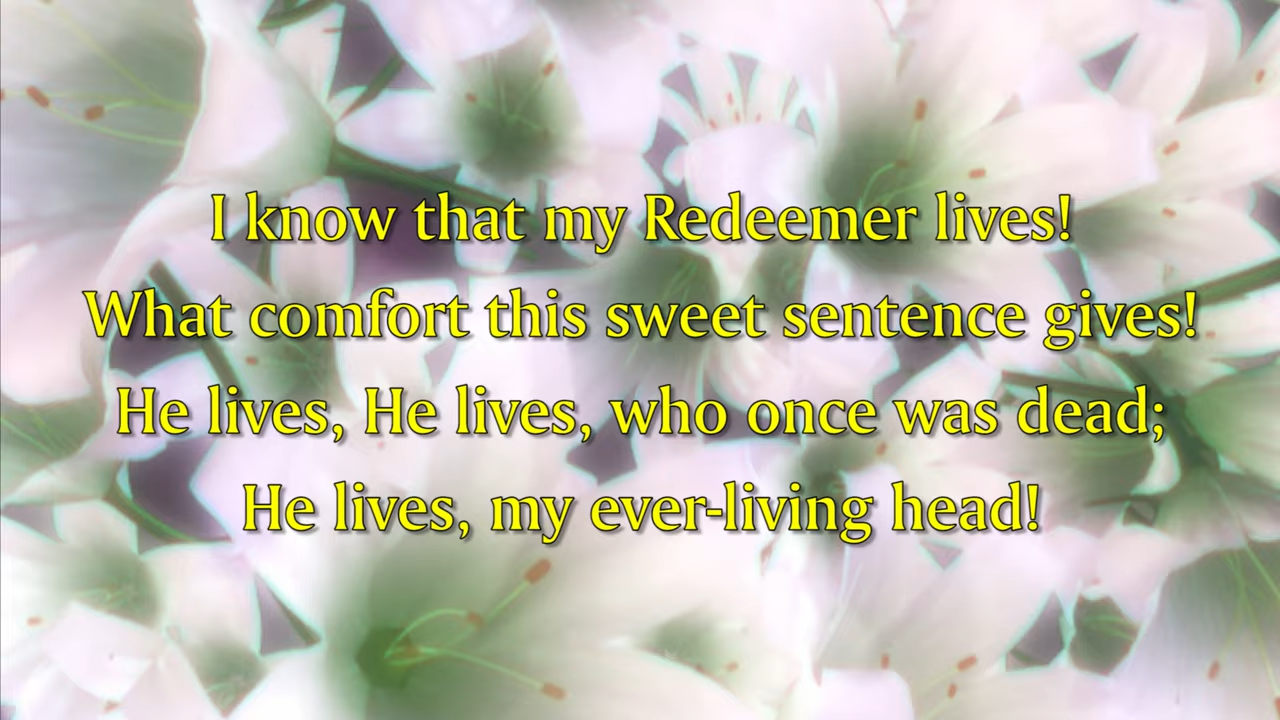 I know that my Redeemer lives!
What comfort this sweet sentence gives!
He lives, He lives, who once was dead;
He lives, my ever-living head!